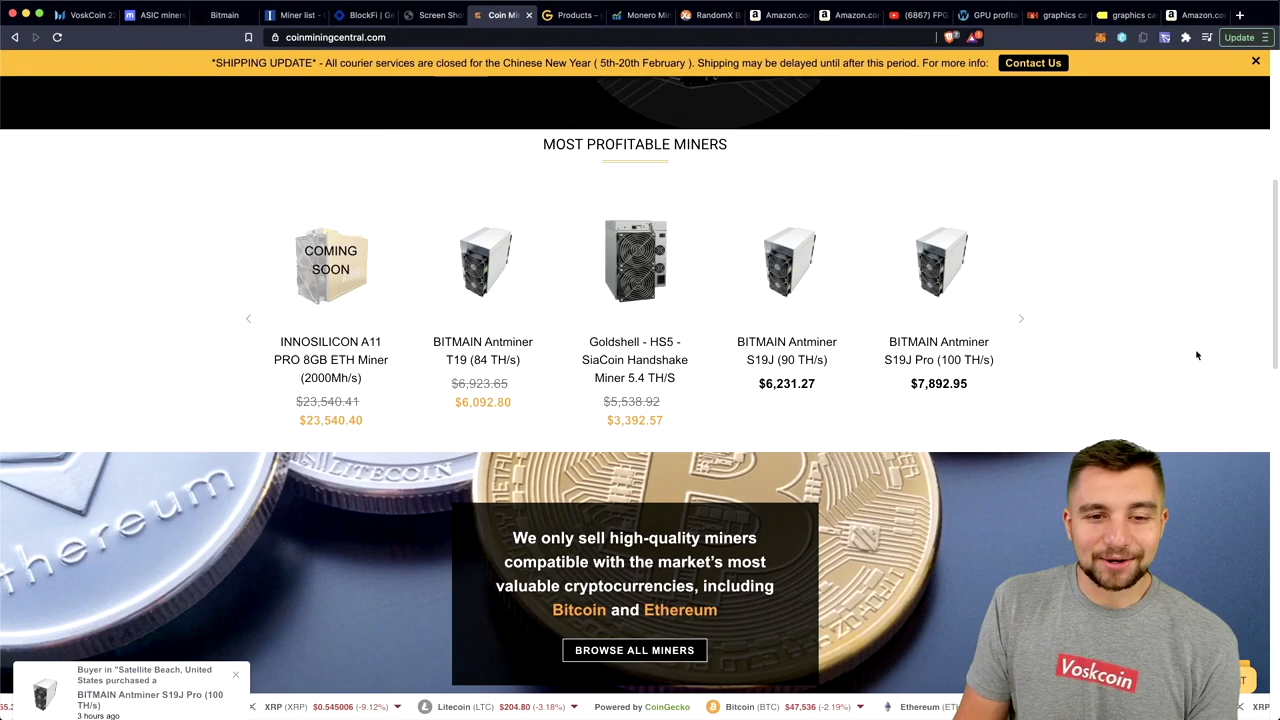 VoskCoin 22
ASIC miners
Bitmain
Miner list -
BlockFi | Ge
Screen Sho
Coin Mi
Products –
Monero Min
RandomX B
Amazon.co
Amazon.co
(6867) FPG
GPU profita
graphics ca
graphics ca
Amazon.co
coinminingcentral.com
7
1
Update
*SHIPPING UPDATE* - All courier services are closed for the Chinese New Year ( 5th-20th February ). Shipping may be delayed until after this period. For more info:
Contact Us
MOST PROFITABLE MINERS
COMING
SOON
INNOSILICON A11
PRO 8GB ETH Miner
(2000Mh/s)
$23,540.41
$23,540.40
BITMAIN Antminer
T19 (84 TH/s)
$6,923.65
$6,092.80
Goldshell - HS5 -
SiaCoin Handshake
Miner 5.4 TH/S
$5,538.92
$3,392.57
BITMAIN Antminer
S19J (90 TH/s)
$6,231.27
BITMAIN Antminer
S19J Pro (100 TH/s)
$7,892.95
LITECOIN
ethereum
We only sell high-quality miners
compatible with the market's most
valuable cryptocurrencies, including
Bitcoin and Ethereum
BROWSE ALL MINERS
Voskcoin
Buyer in "Satellite Beach, United
States purchased a
BITMAIN Antminer S19J Pro (100
TH/s)
3 hours ago
XRP (XRP) $0.545006 (-9.12%)
Litecoin (LTC) $204.80 (-3.18%)
Powered by CoinGecko
Bitcoin (BTC) $47,536 (-2.19%)
Ethereum (ETH
XRP